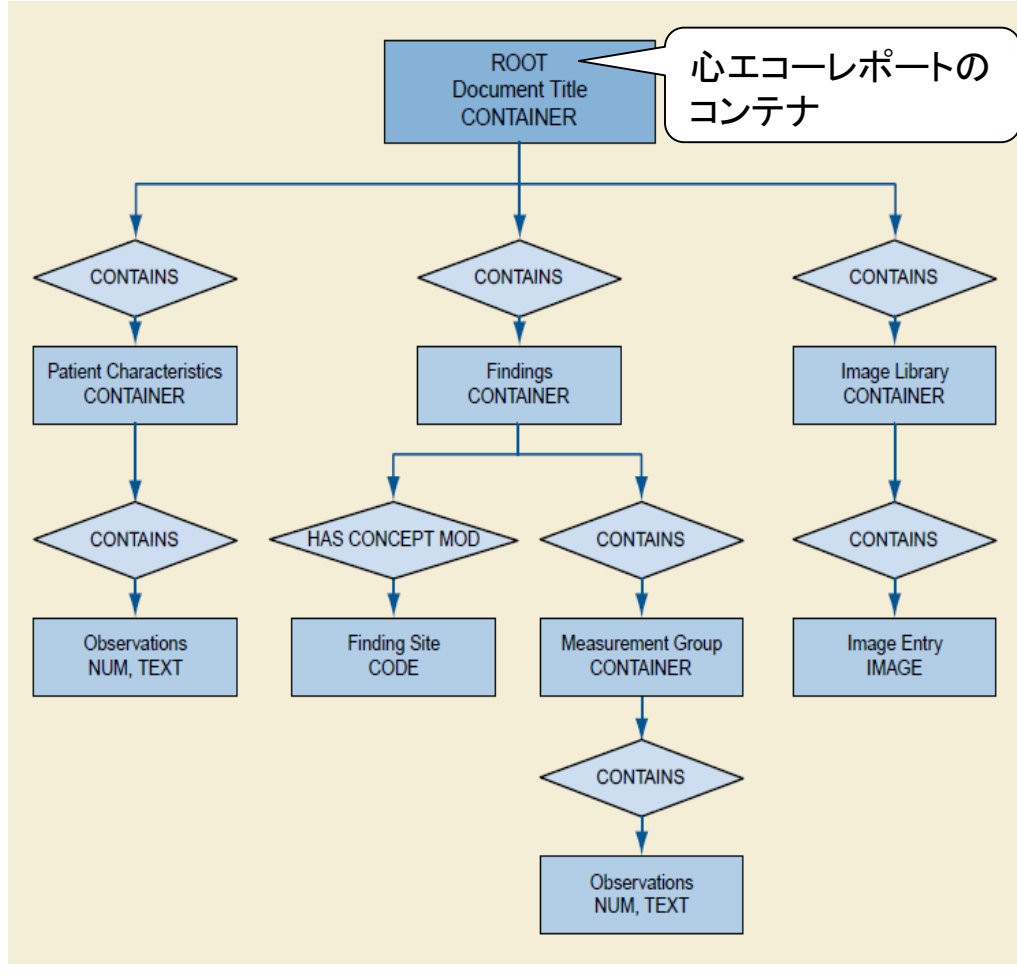 ROOT
Document Title
CONTAINER
心エコーレポートの
コンテナ
CONTAINS
CONTAINS
CONTAINS
Patient Characteristics
CONTAINER
Findings
CONTAINER
Image Library
CONTAINER
CONTAINS
HAS CONCEPT MOD
CONTAINS
CONTAINS
Observations
NUM, TEXT
Finding Site
CODE
Measurement Group
CONTAINER
Image Entry
IMAGE
CONTAINS
Observations
NUM, TEXT